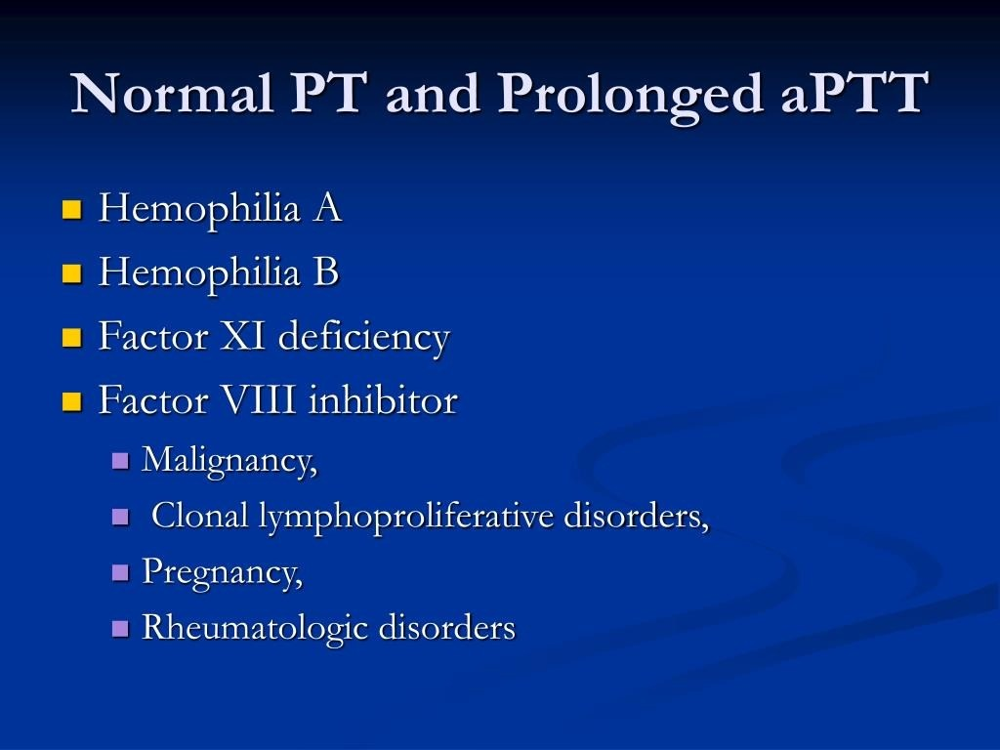 Normal PT and Prolonged aPTT
Hemophilia A
Hemophilia B
Factor XI deficiency
Factor VIII inhibitor
Malignancy,
Clonal lymphoproliferative disorders,
Pregnancy,
Rheumatologic disorders